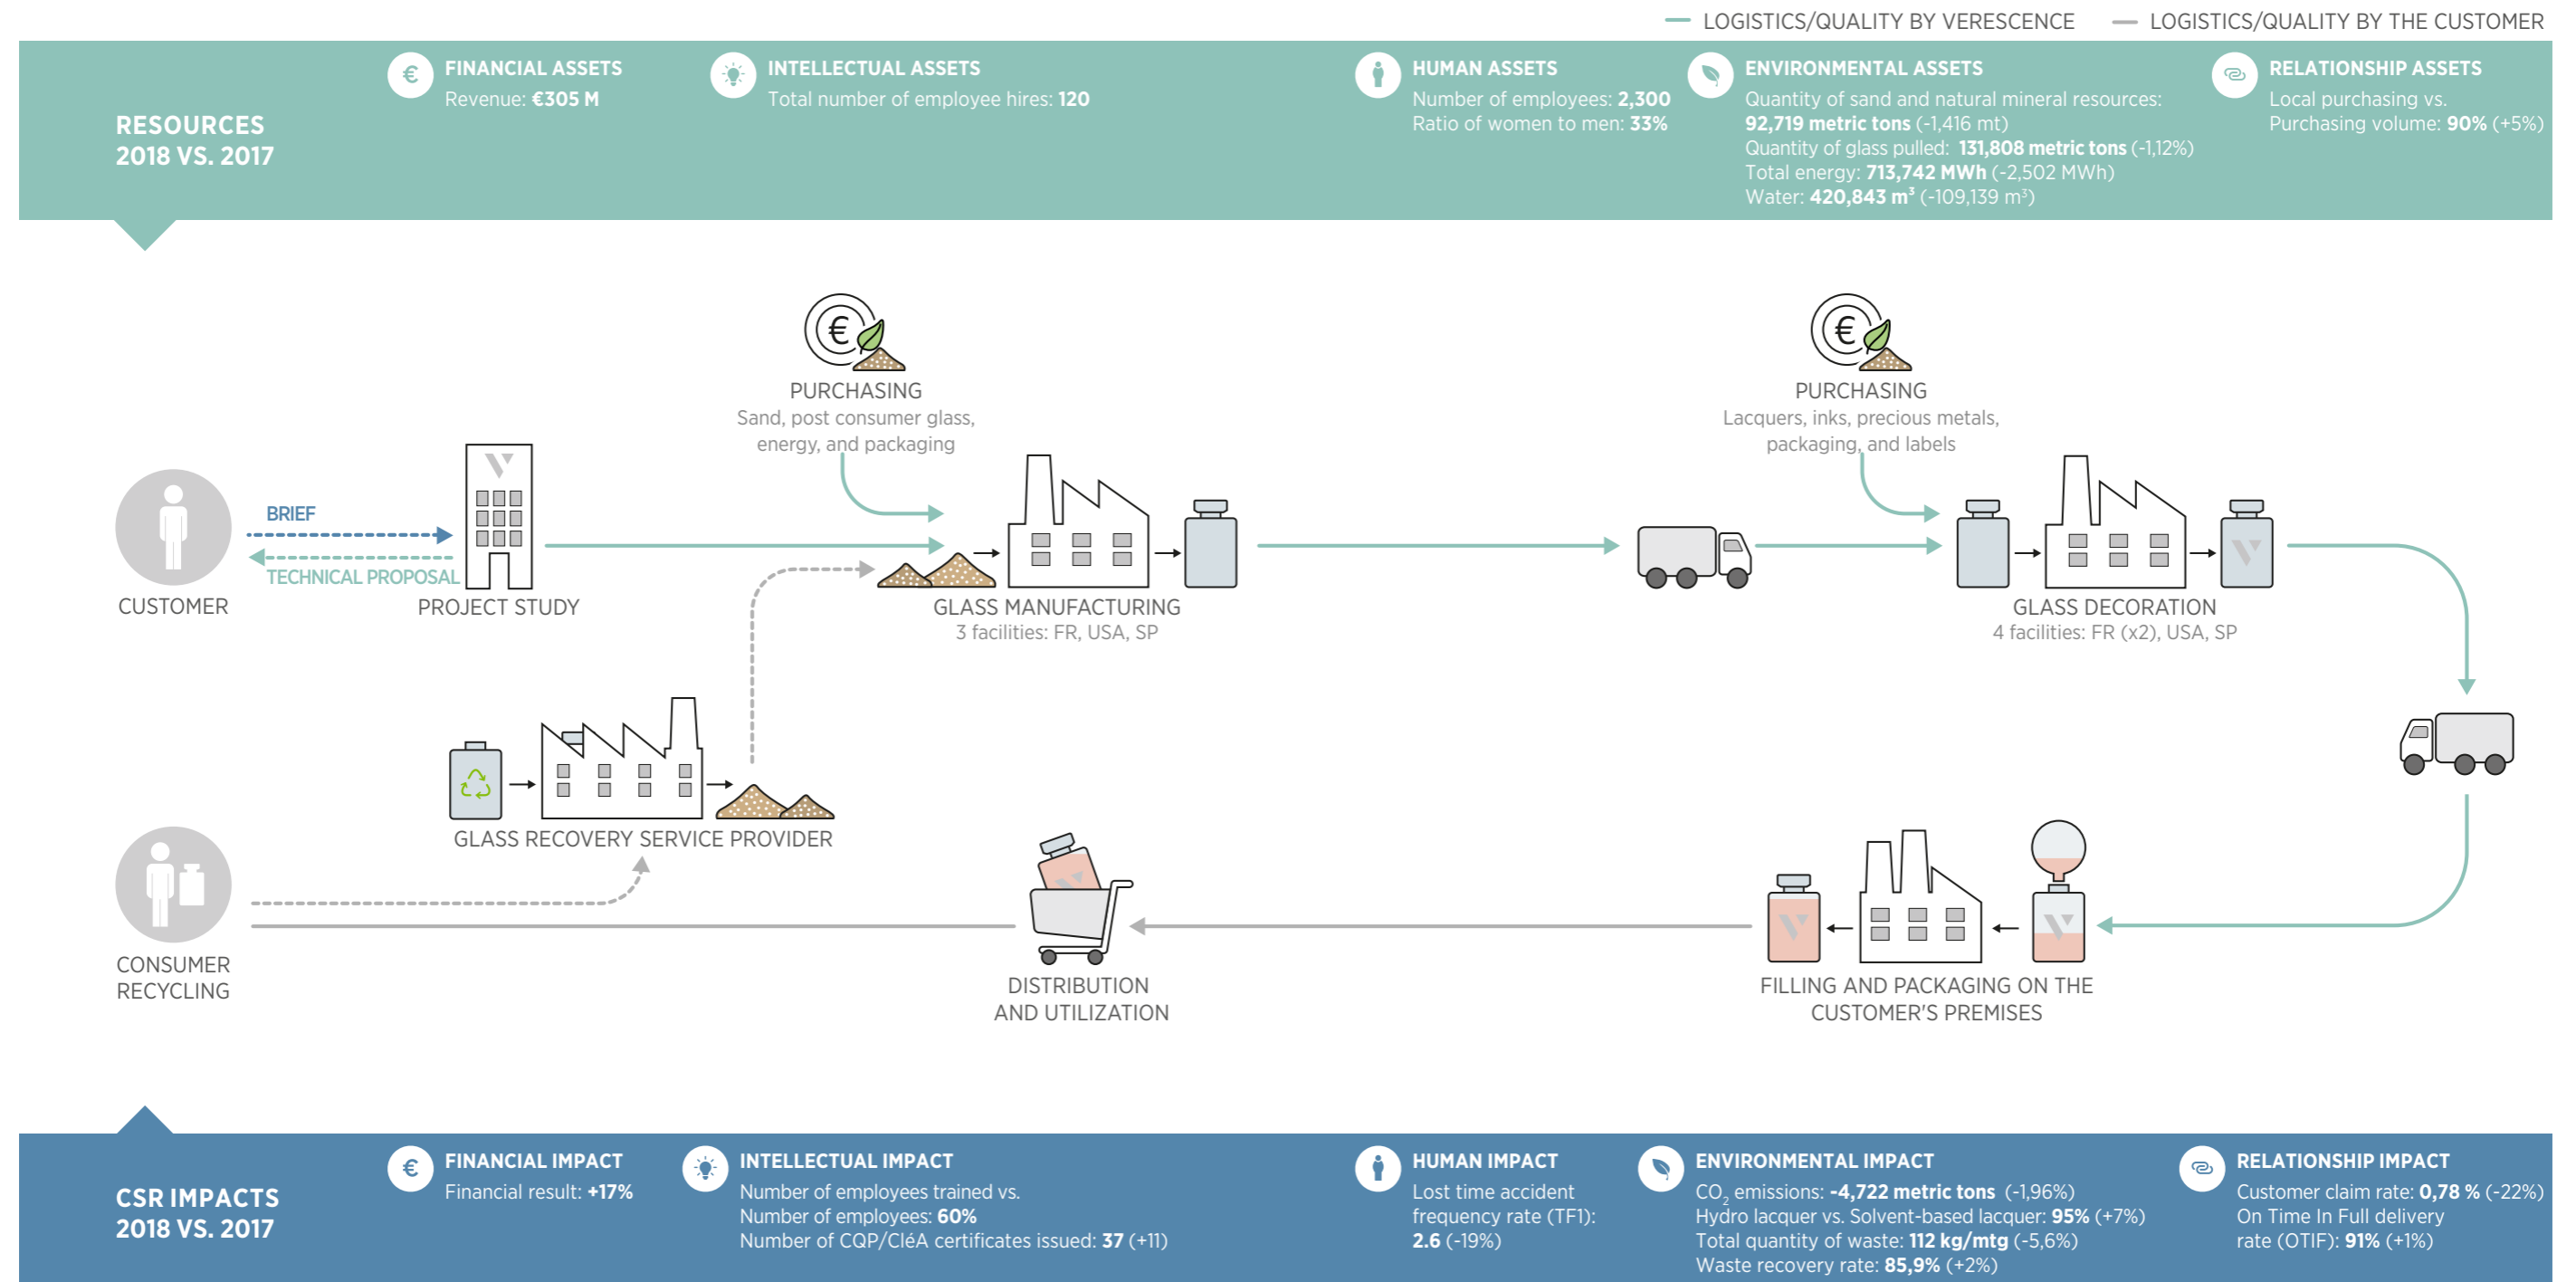 LOGISTICS/QUALITY BY VERESCENCE
LOGISTICS/QUALITY BY THE CUSTOMER
RESOURCES
2018 VS. 2017
€
FINANCIAL ASSETS
Revenue: €305 M
INTELLECTUAL ASSETS
Total number of employee hires: 120
HUMAN ASSETS
Number of employees: 2,300
Ratio of women to men: 33%
ENVIRONMENTAL ASSETS
Quantity of sand and natural mineral resources:
92,719 metric tons (-1,416 mt)
Quantity of glass pulled: 131,808 metric tons (-1,12%)
Total energy: 713,742 MWh (-2,502 MWh)
Water: 420,843 m³ (-109,139 m³)
RELATIONSHIP ASSETS
Local purchasing vs.
Purchasing volume: 90% (+5%)
€
PURCHASING
Sand, post consumer glass,
energy, and packaging
€
PURCHASING
Lacquers, inks, precious metals,
packaging, and labels
BRIEF
TECHNICAL PROPOSAL
CUSTOMER
PROJECT STUDY
GLASS MANUFACTURING
3 facilities: FR, USA, SP
GLASS DECORATION
4 facilities: FR (x2), USA, SP
GLASS RECOVERY SERVICE PROVIDER
CONSUMER
RECYCLING
DISTRIBUTION
AND UTILIZATION
FILLING AND PACKAGING ON THE
CUSTOMER'S PREMISES
CSR IMPACTS
2018 VS. 2017
€
FINANCIAL IMPACT
Financial result: +17%
INTELLECTUAL IMPACT
Number of employees trained vs.
Number of employees: 60%
Number of CQP/CléA certificates issued: 37 (+11)
HUMAN IMPACT
Lost time accident
frequency rate (TF1):
2.6 (-19%)
ENVIRONMENTAL IMPACT
CO₂ emissions: -4,722 metric tons (-1,96%)
Hydro lacquer vs. Solvent-based lacquer: 95% (+7%)
Total quantity of waste: 112 kg/mtg (-5,6%)
Waste recovery rate: 85,9% (+2%)
RELATIONSHIP IMPACT
Customer claim rate: 0,78 % (-22%)
On Time In Full delivery
rate (OTIF): 91% (+1%)